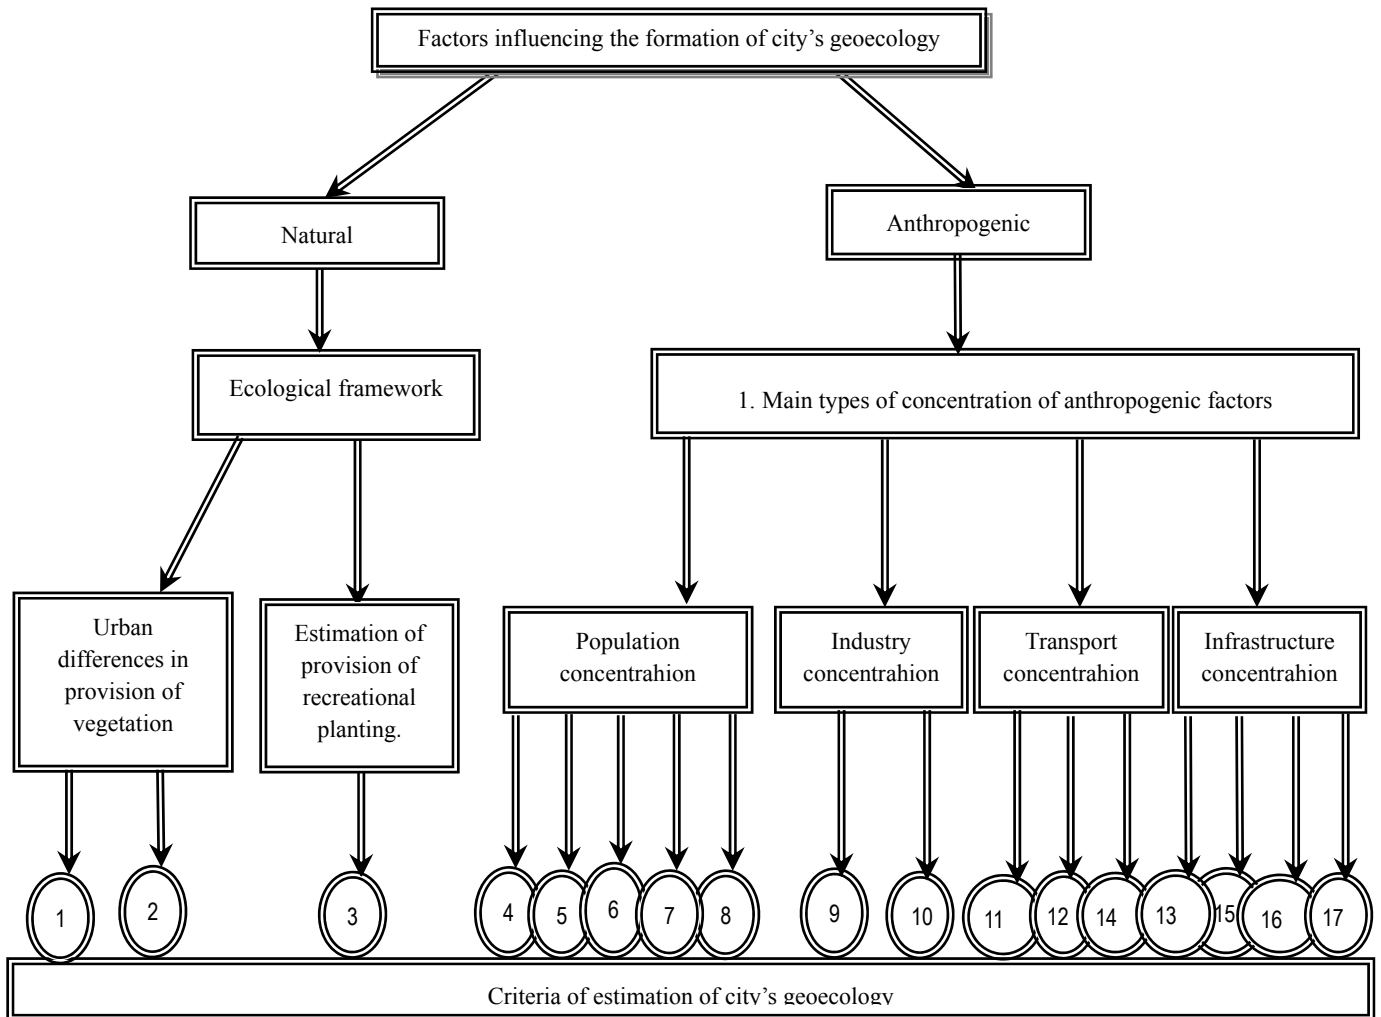 Factors influencing the formation of city's geoecology
Natural
Anthropogenic
Ecological framework
1. Main types of concentration of anthropogenic factors
Urban
differences in
provision of
vegetation
Estimation of
provision of
recreational
planting.
Population
concentrahion
Industry
concentrahion
Transport
concentrahion
Infrastructure
concentrahion
1
2
3
4
5
6
7
8
9
10
11
12
14
13
15
16
17
Criteria of estimation of city's geoecology